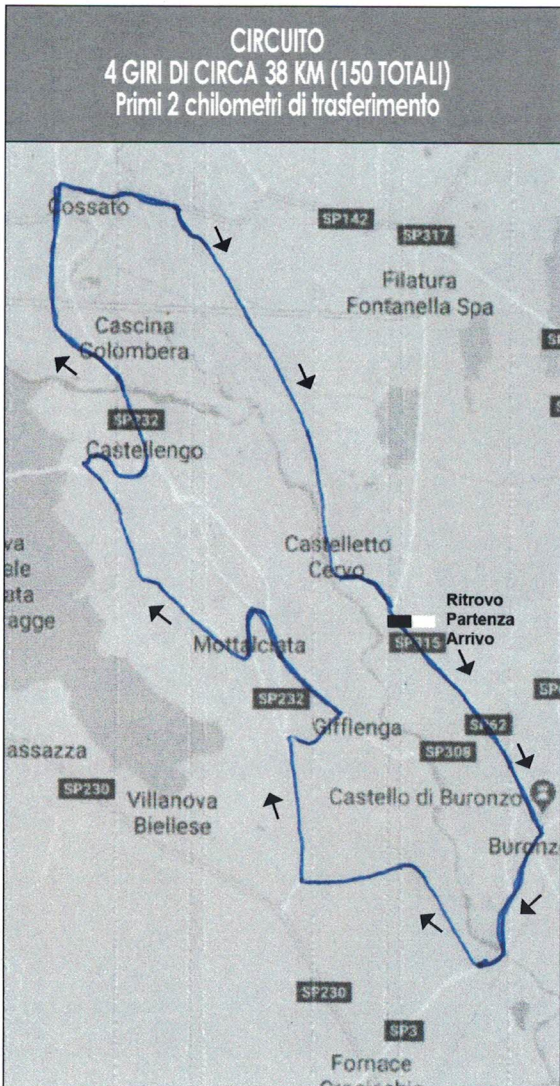 CIRCUITO
4 GIRI DI CIRCA 38 KM (150 TOTALI)
Primi 2 chilometri di trasferimento
Cossato
SP142
SP317
Filatura
Fontanella Spa
Cascina
Colombera
SP232
Castellengo
Castelletto
Cervo
Ritrovo
Partenza
Arrivo
SP315
Mottalciata
SP232
Gifflenga
SP62
SP308
assazza
SP230
Villanova
Biellese
Castello di Buronzo
Buronz
SP230
SP3
Fornace